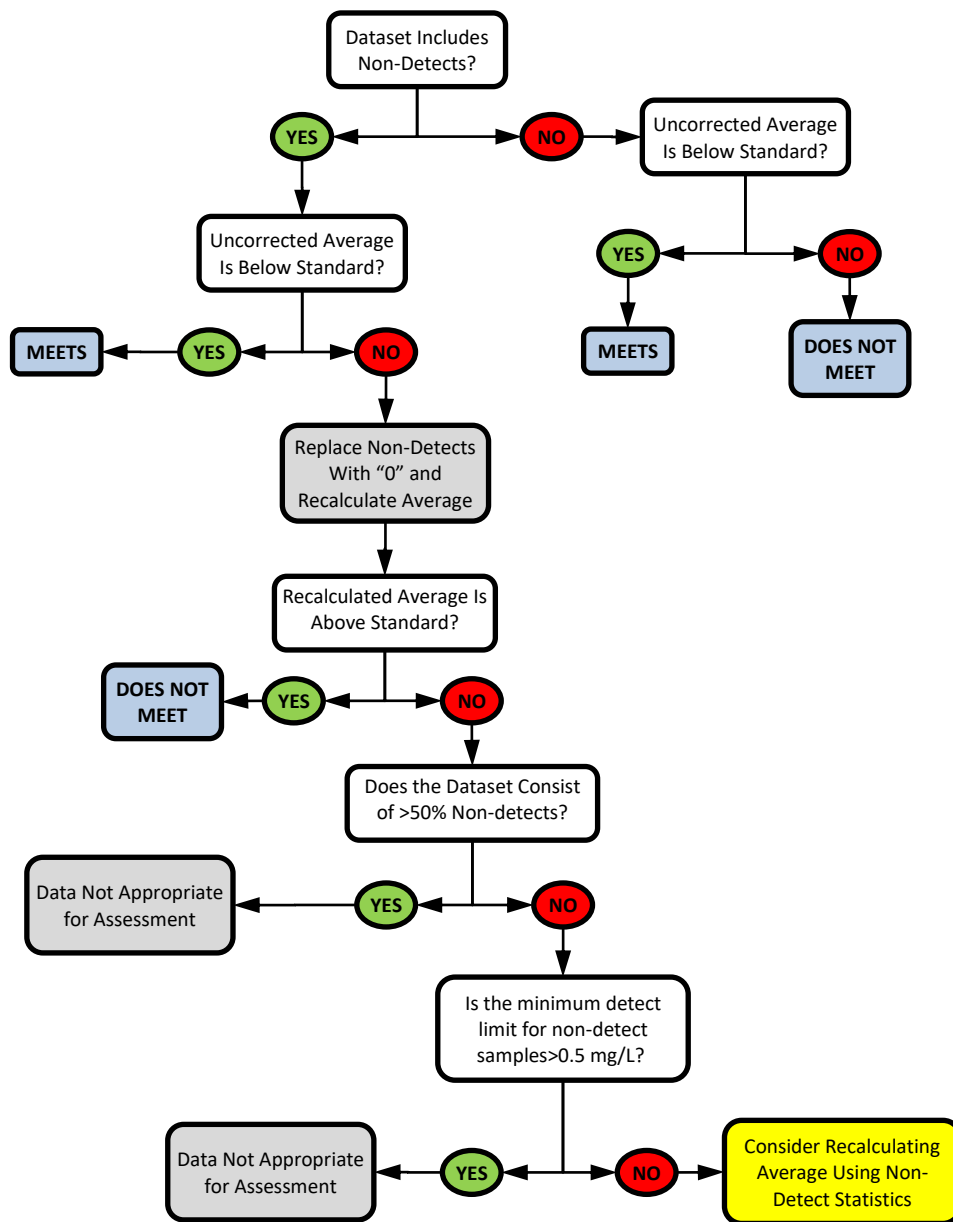 Dataset Includes
Non-Detects?
YES
NO
Uncorrected Average
Is Below Standard?
Uncorrected Average
Is Below Standard?
YES
NO
MEETS
YES
NO
MEETS
DOES NOT
MEET
Replace Non-Detects
With “0” and
Recalculate Average
Recalculated Average Is
Above Standard?
DOES NOT
MEET
YES
NO
Does the Dataset Consist
of >50% Non-detects?
Data Not Appropriate
for Assessment
YES
NO
Is the minimum detect
limit for non-detect
samples>0.5 mg/L?
Data Not Appropriate
for Assessment
YES
NO
Consider Recalculating
Average Using Non-
Detect Statistics